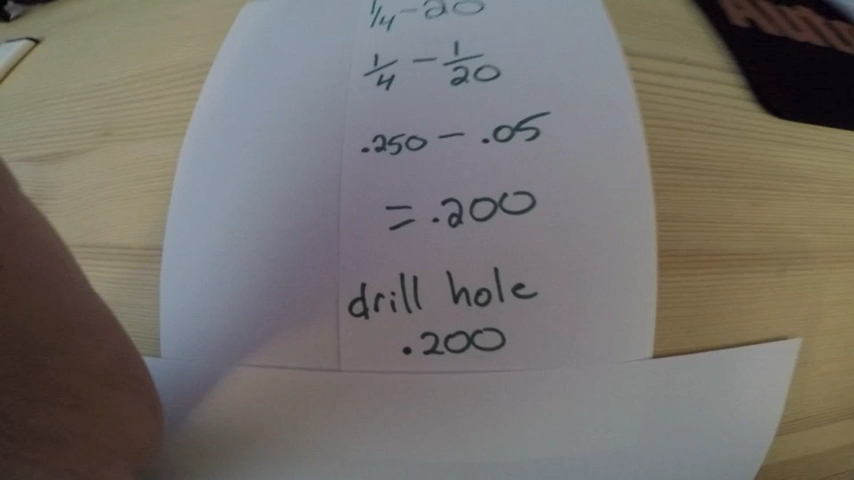 1/4-20
1/4 - 1/20
.250 - .05
= .200
drill hole
.200